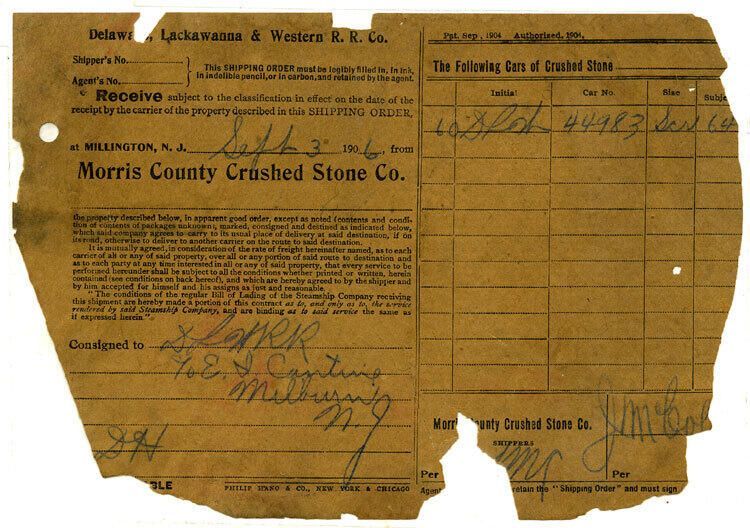 Lackawanna & Western R. R. Co.
Shipper's No.
Agent's No.
This SHIPPING ORDER must be legibly filled in, in ink,
in indelible pencil, or in carbon, and retained by the agent.
Receive subject to the classification in effect on the date of the
receipt by the carrier of the property described in this SHIPPING ORDER,
at MILLINGTON, N. J. Sept 3 1906, from
Morris County Crushed Stone Co.
the property described below, in apparent good order, except as noted (contents and condi-
tion of contents of packages unknown), marked, consigned and destined as indicated below,
which said company agrees to carry to its usual place of delivery at said destination, if on
its road, otherwise to deliver to another carrier on the route to said destination.
It is mutually agreed, in consideration of the rate of freight hereinafter named, as to each
carrier of all or any of said property, over all or any portion of said route to destination and
as to each party at any time interested in all or any of said property, that every service to be
performed hereunder shall be subject to all the conditions whether printed or written, herein
contained (see conditions on back hereof), and which are hereby agreed to by the shipper and
by him accepted for himself and his assigns as just and reasonable.
"The conditions of the regular Bill of Lading of the Steamship Company receiving
this shipment are hereby made a portion of this contract as to, and only as to, the service
rendered by said Steamship Company, and are binding as to said service the same as
if expressed herein."
Consigned to
Milburn
N. J
DH
BLE
PHILIP HANO & CO., NEW YORK & CHICAGO
Pat. Sep , 1904 Authorized, 1904,
The Following Cars of Crushed Stone
Initial Car No. Size Subje
60 44983 Scr 64
County Crushed Stone Co.
SHIPPERS
Per Per
Agent retain the "Shipping Order" and must sign